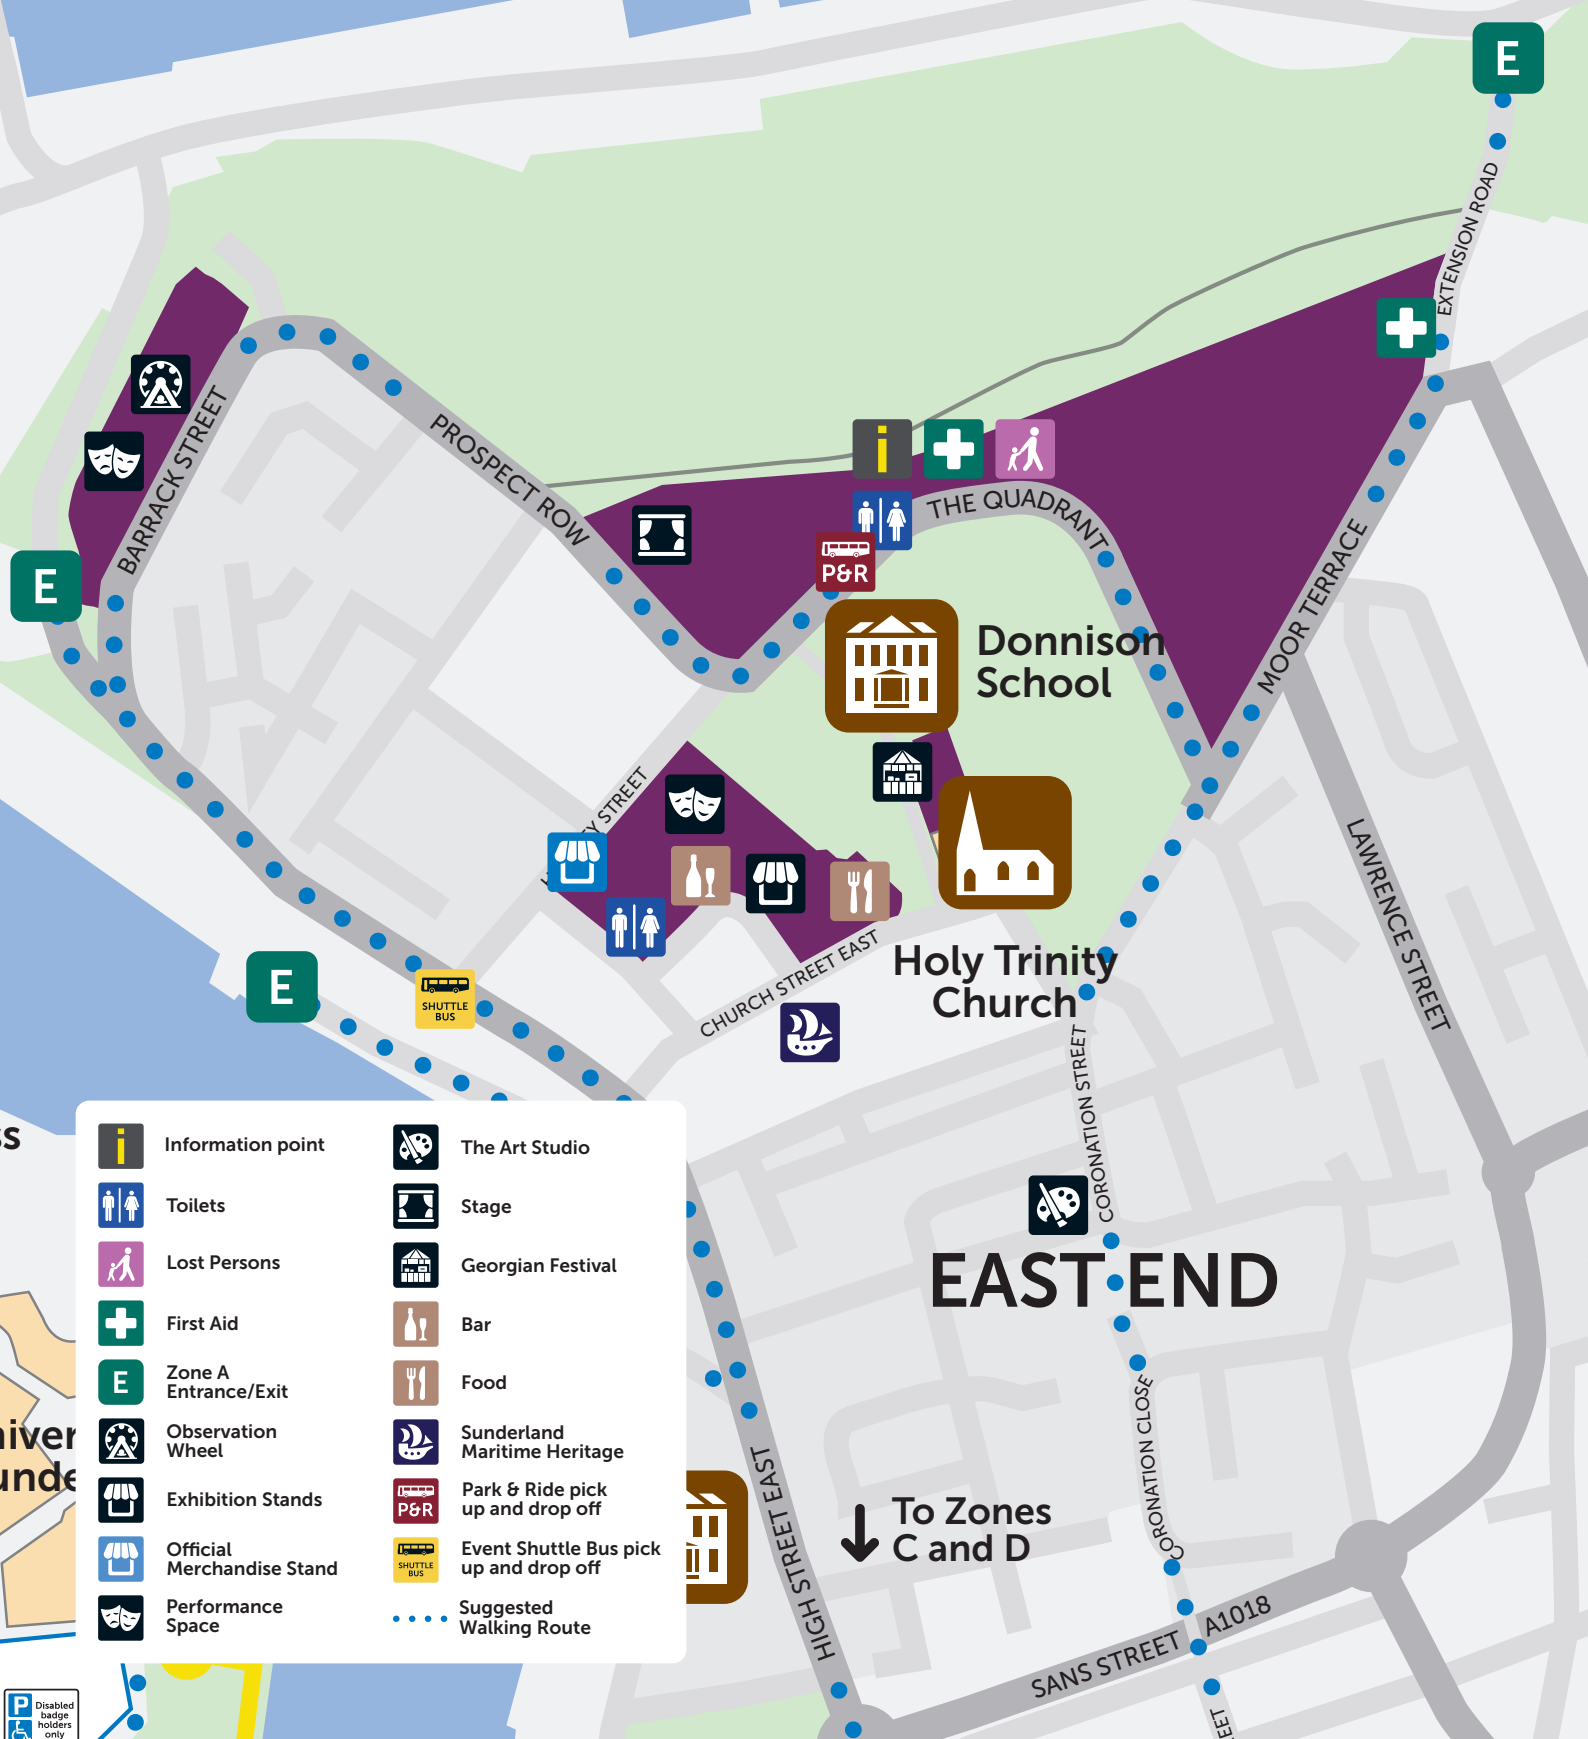 E
EXTENSION ROAD
BARRACK STREET
PROSPECT ROW
i
THE QUADRANT
P&R
E
MOOR TERRACE
Donnison
School
STREET
LAWRENCE STREET
CHURCH STREET EAST
Holy Trinity
Church
E
SHUTTLE
BUS
CORONATION STREET
EAST END
i
Information point
Toilets
Lost Persons
First Aid
E
Zone A
Entrance/Exit
Observation
Wheel
Exhibition Stands
Official
Merchandise Stand
Performance
Space
The Art Studio
Stage
Georgian Festival
Bar
Food
Sunderland
Maritime Heritage
P&R
Park & Ride pick
up and drop off
SHUTTLE
BUS
Event Shuttle Bus pick
up and drop off
Suggested
Walking Route
CORONATION CLOSE
HIGH STREET EAST
To Zones
C and D
SANS STREET
A1018
P
Disabled
badge
holders
only